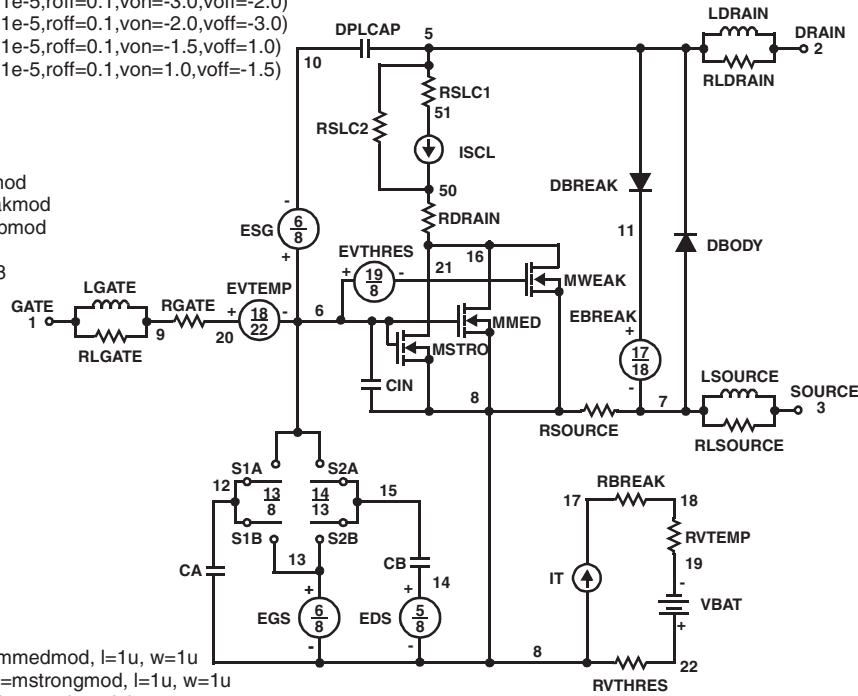 1e-5,roff=0.1,von=-3.0,voff=-2.0)
1e-5,roff=0.1,von=-2.0,voff=-3.0)
1e-5,roff=0.1,von=-1.5,voff=1.0)
1e-5,roff=0.1,von=1.0,voff=-1.5)
LDRAIN
DPLCAP
5
DRAIN
2
10
RLDRAIN
RSLC1
51
RSLC2
ISCL
akmod
50
DBREAK
RDRAIN
-
ESG
6
8
+
11
DBODY
EVTHRES
+
19
8
-
21
16
MWEAK
LGATE
EVTEMP
GATE
1
RGATE
+
18
22
-
6
EBREAK
+
MMED
9
20
RLGATE
MSTRO
17
18
-
CIN
LSOURCE
SOURCE
3
8
7
RSOURCE
RLSOURCE
S1A
S2A
12
13
8
14
13
15
RBREAK
17
18
S1B
S2B
RVTEMP
13
CA
CB
19
IT
14
-
+
+
VBAT
EGS
6
8
EDS
5
8
+
-
-
8
22
RVTHRES
mmedmod, l=1u, w=1u
=mstrongmod, l=1u, w=1u